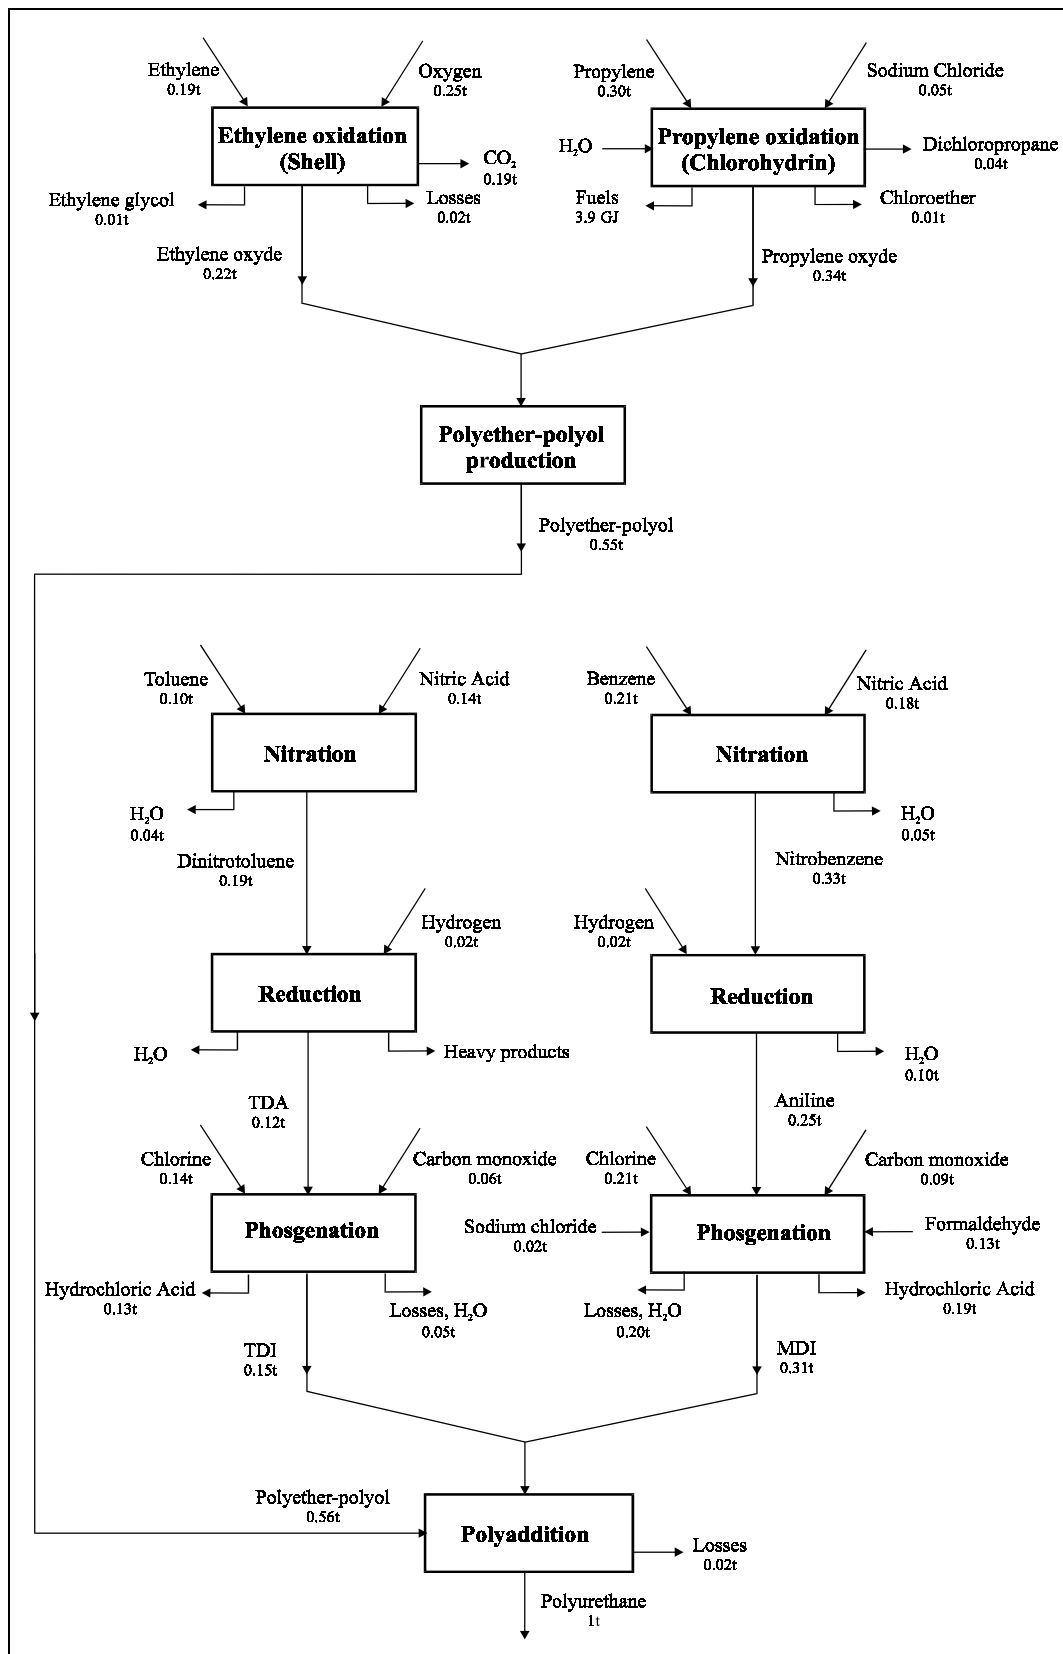 Ethylene
0.19t
Oxygen
0.25t
Propylene
0.30t
Sodium Chloride
0.05t
Ethylene oxidation
(Shell)
CO₂
0.19t
H₂O
Propylene oxidation
(Chlorohydrin)
Dichloropropane
0.04t
Ethylene glycol
0.01t
Losses
0.02t
Fuels
3.9 GJ
Chloroether
0.01t
Ethylene oxyde
0.22t
Propylene oxyde
0.34t
Polyether-polyol
production
Polyether-polyol
0.55t
Toluene
0.10t
Nitric Acid
0.14t
Benzene
0.21t
Nitric Acid
0.18t
Nitration
Nitration
H₂O
0.04t
H₂O
0.05t
Dinitrotoluene
0.19t
Nitrobenzene
0.33t
Hydrogen
0.02t
Hydrogen
0.02t
Reduction
Reduction
H₂O
Heavy products
H₂O
0.10t
TDA
0.12t
Aniline
0.25t
Chlorine
0.14t
Carbon monoxide
0.06t
Chlorine
0.21t
Carbon monoxide
0.09t
Phosgenation
Sodium chloride
0.02t
Phosgenation
Formaldehyde
0.13t
Hydrochloric Acid
0.13t
Losses, H₂O
0.05t
Losses, H₂O
0.20t
Hydrochloric Acid
0.19t
TDI
0.15t
MDI
0.31t
Polyether-polyol
0.56t
Polyaddition
Losses
0.02t
Polyurethane
1t